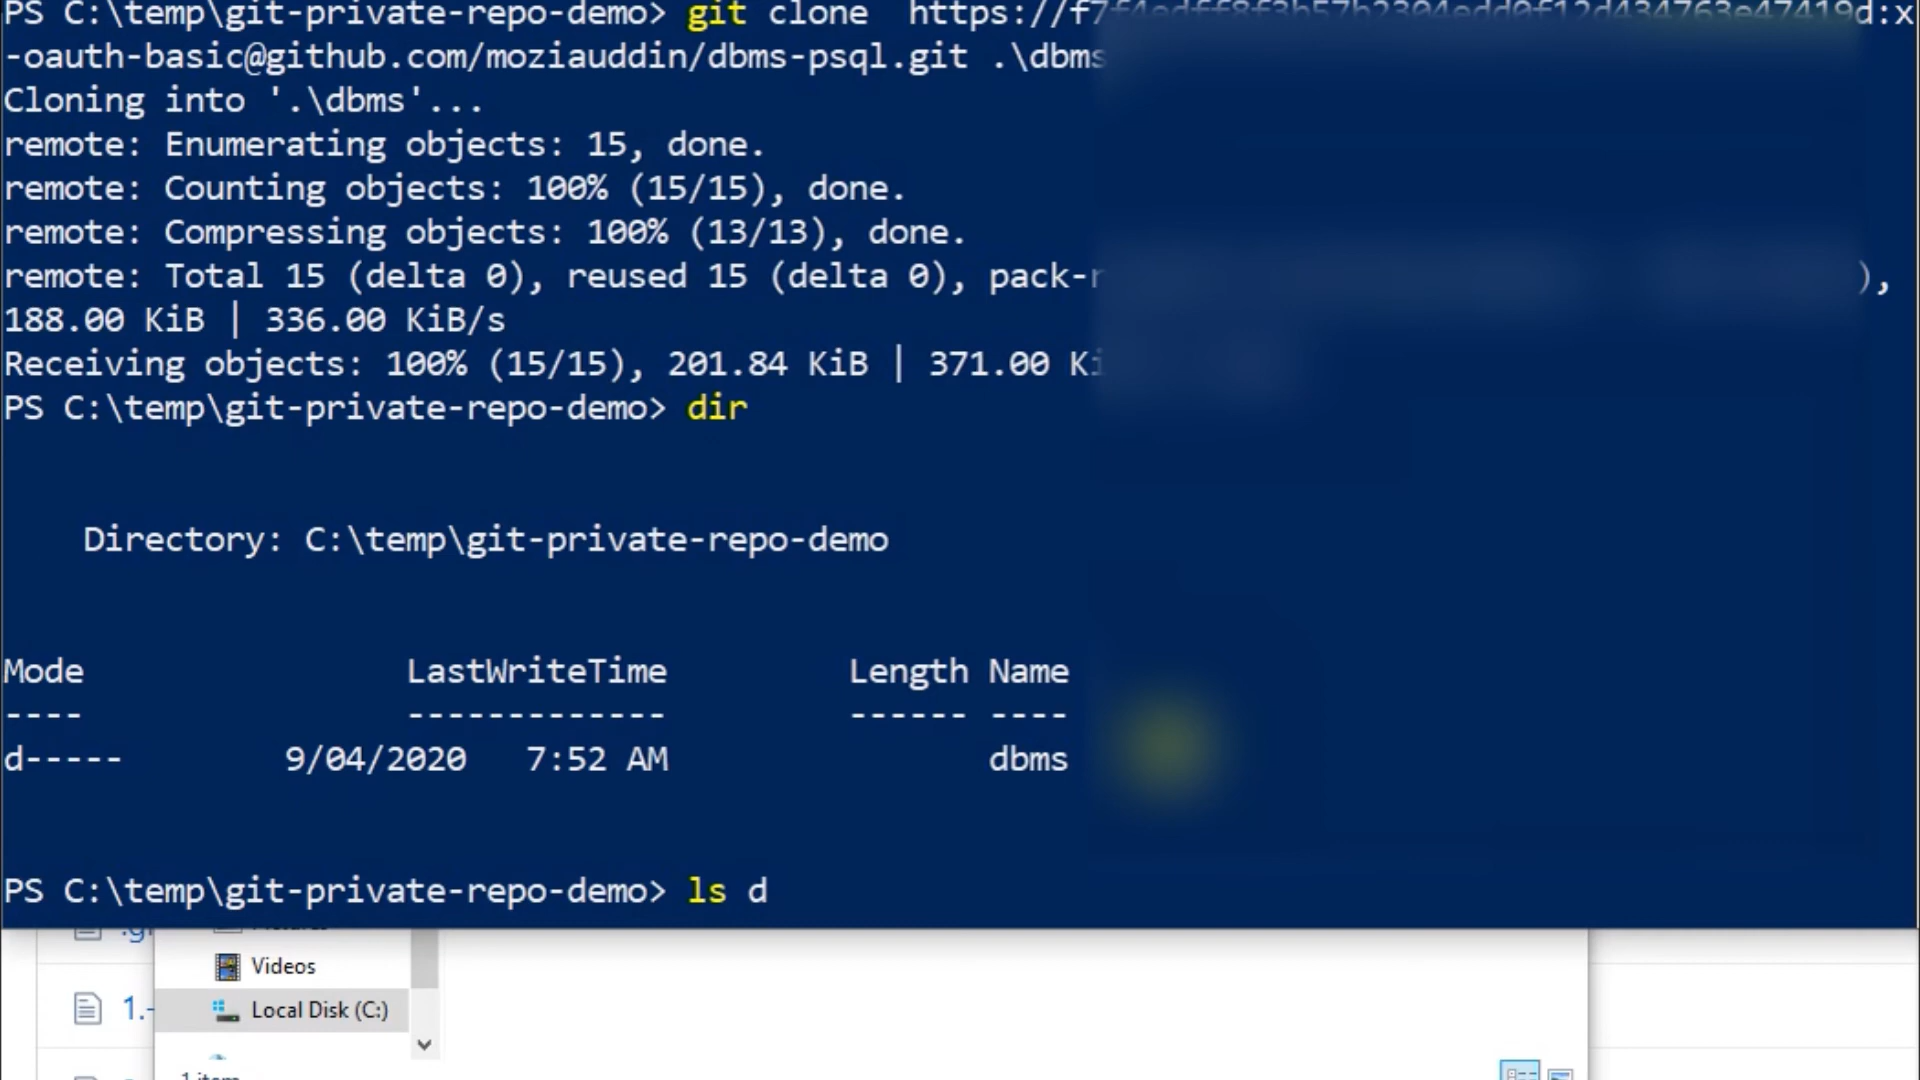 PS C:\temp\git-private-repo-demo> git clone  https://f d:x
-oauth-basic@github.com/moziauddin/dbms-psql.git .\dbms
Cloning into '.\dbms'...
remote: Enumerating objects: 15, done.
remote: Counting objects: 100% (15/15), done.
remote: Compressing objects: 100% (13/13), done.
remote: Total 15 (delta 0), reused 15 (delta 0), pack-r ),
188.00 KiB | 336.00 KiB/s
Receiving objects: 100% (15/15), 201.84 KiB | 371.00 Ki
PS C:\temp\git-private-repo-demo> dir
Directory: C:\temp\git-private-repo-demo
Mode LastWriteTime Length Name
---- ------------- ------ ----
d----- 9/04/2020 7:52 AM dbms
PS C:\temp\git-private-repo-demo> ls d
Videos
1.-
Local Disk (C:)